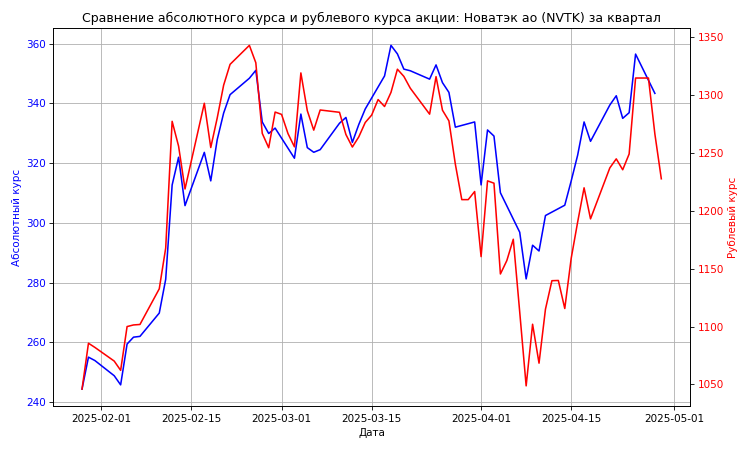 Сравнение абсолютного курса и рублевого курса акции: Новатэк ао (NVTK) за квартал
Абсолютный курс
360
340
320
300
280
260
240
1350
1300
1250
1200
1150
1100
1050
Рублевый курс
2025-02-01 2025-02-15 2025-03-01 2025-03-15 2025-04-01 2025-04-15 2025-05-01
Дата